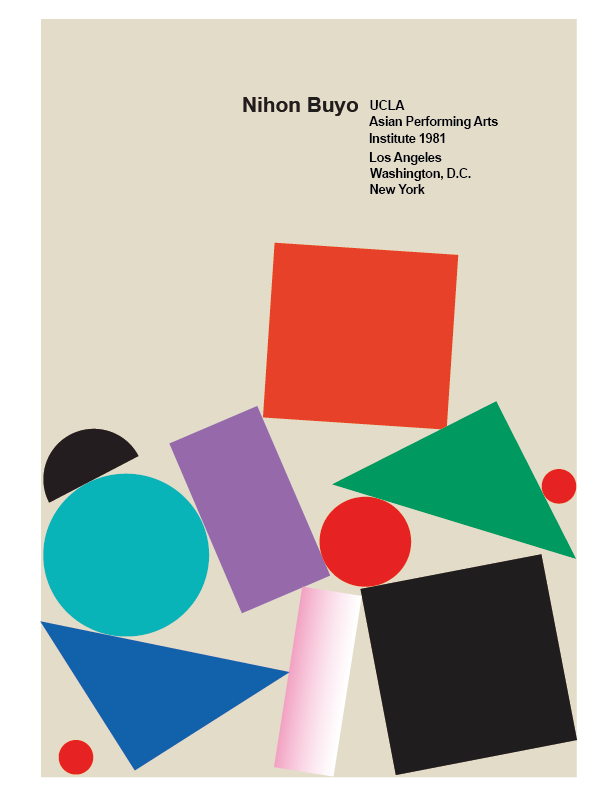 Nihon Buyo
UCLA
Asian Performing Arts
Institute 1981
Los Angeles
Washington, D.C.
New York